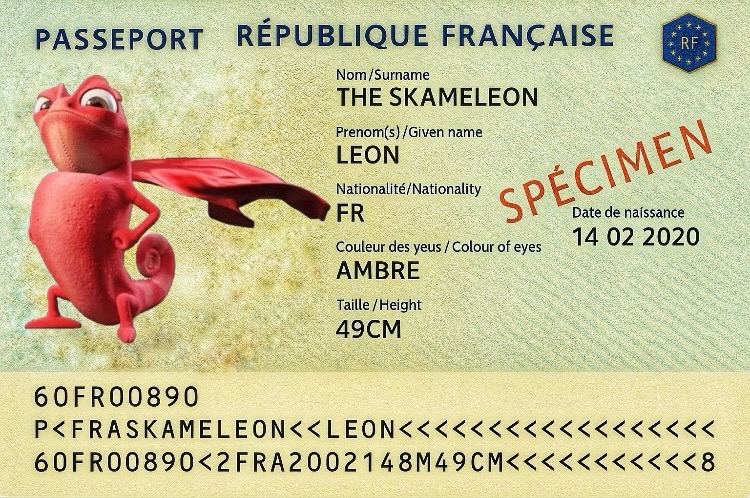 PASSEPORT RÉPUBLIQUE FRANÇAISE
RF
Nom/Surname
THE SKAMELEON
Prenom(s)/Given name
LEON
Nationalité/Nationality
FR
SPÉCIMEN
Date de naissance
14 02 2020
Couleur des yeus/Colour of eyes
AMBRE
Taille/Height
49CM
60FR00890
P<FRASKAMELEON<<LEON<<<<<<<<<<<<<<<<<<<
60FR00890<2FRA2002148M49CM<<<<<<<<<<<<8